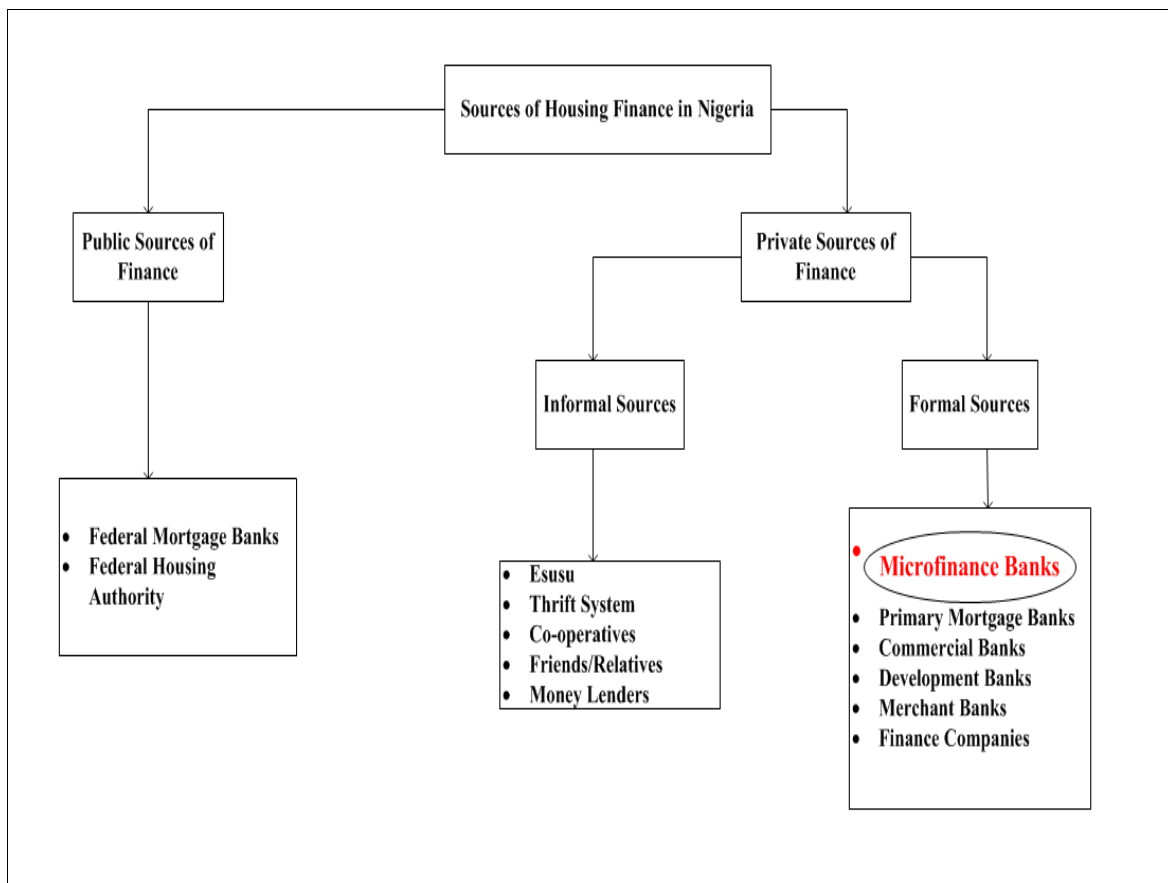 Sources of Housing Finance in Nigeria
Public Sources of
Finance
Private Sources of
Finance
Informal Sources
Formal Sources
• Federal Mortgage Banks
• Federal Housing
Authority
• Esusu
• Thrift System
• Co-operatives
• Friends/Relatives
• Money Lenders
• Microfinance Banks
• Primary Mortgage Banks
• Commercial Banks
• Development Banks
• Merchant Banks
• Finance Companies